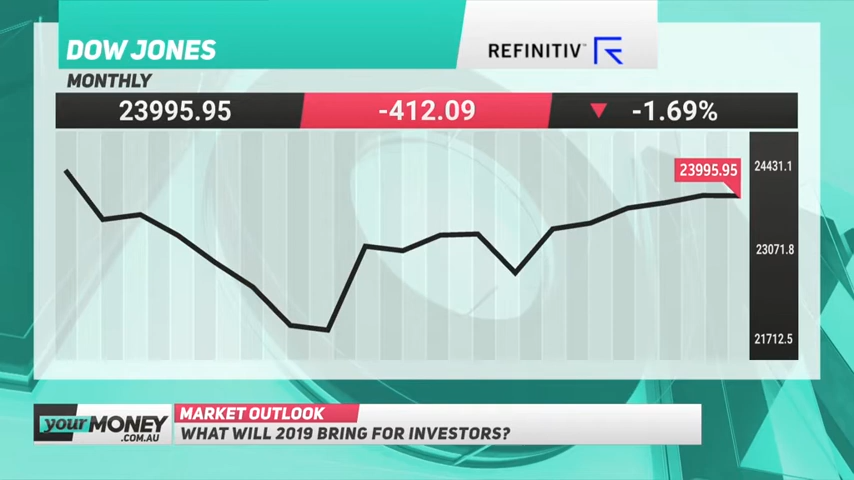 DOW JONES
REFINITIV™
MONTHLY
23995.95 -412.09 ▼ -1.69%
24431.1
23995.95
23071.8
21712.5
yourMONEY
.COM.AU
MARKET OUTLOOK
WHAT WILL 2019 BRING FOR INVESTORS?